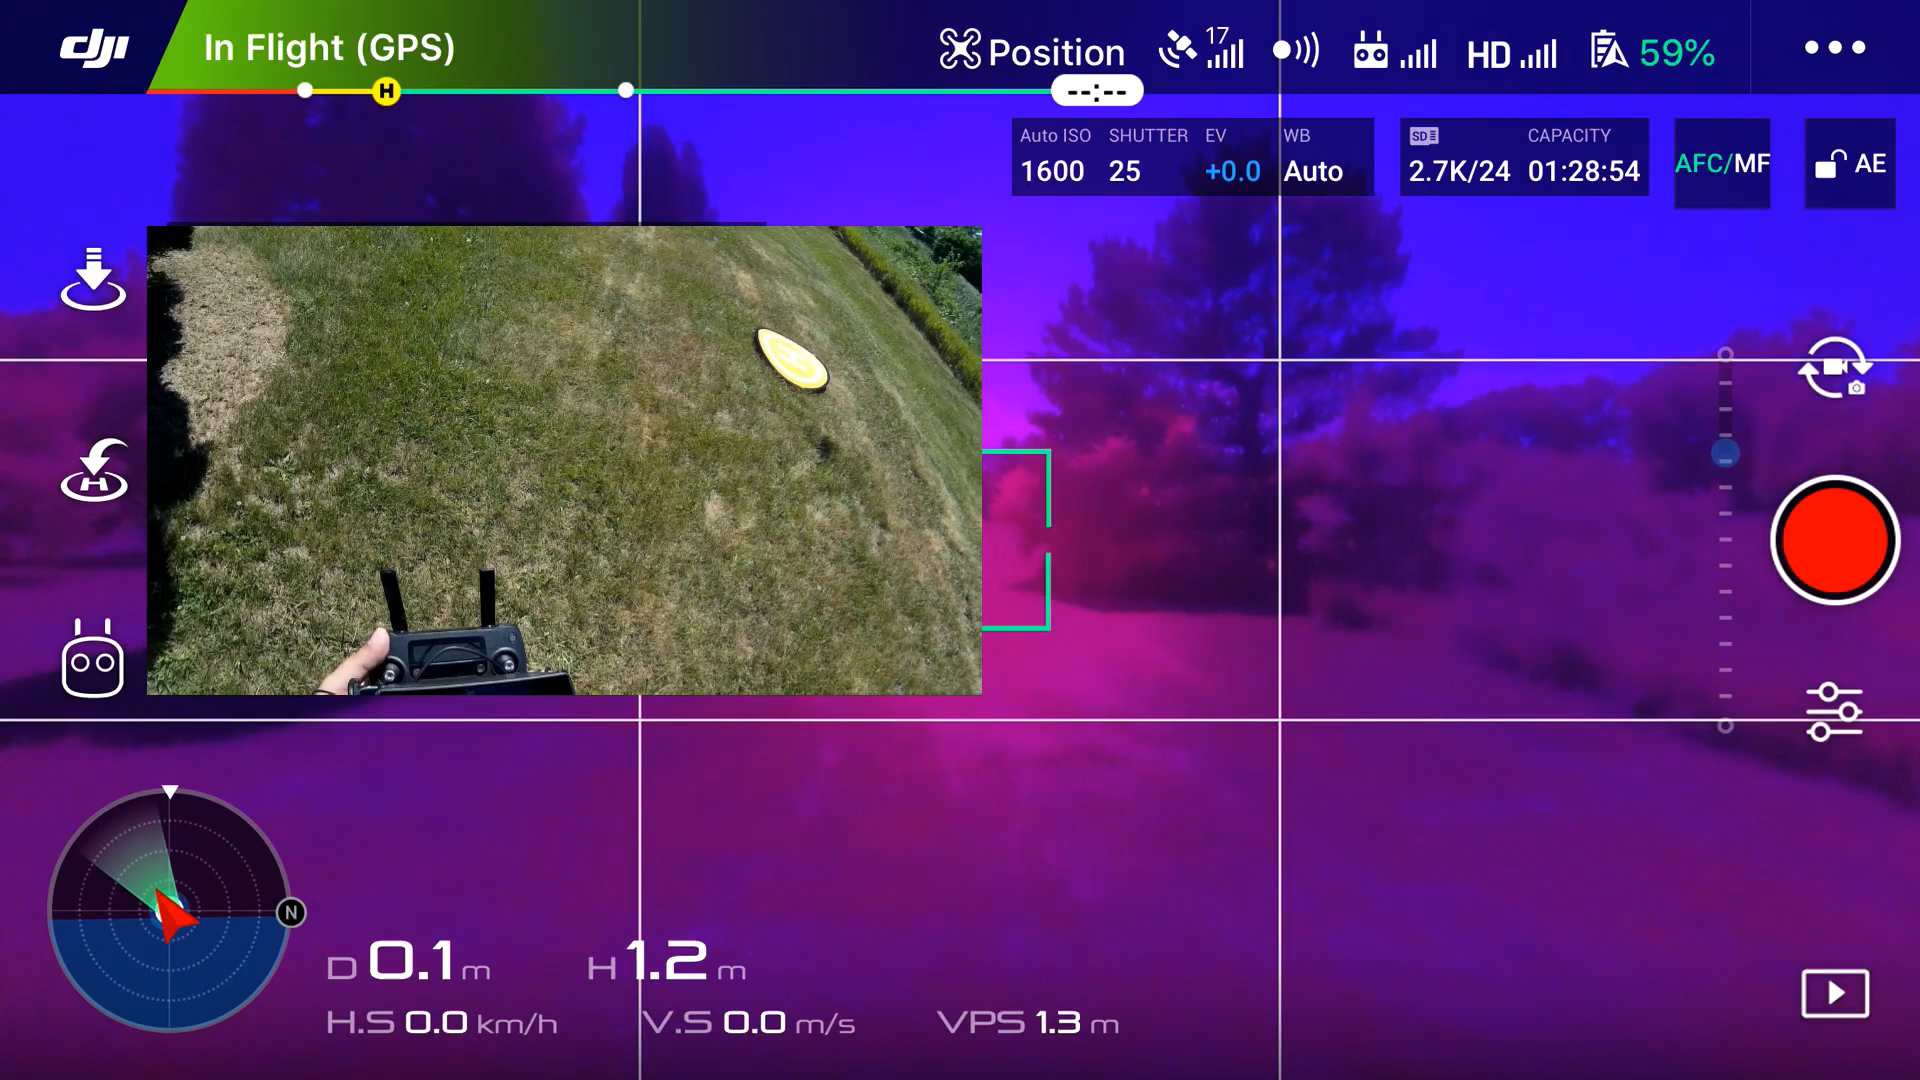 dji In Flight (GPS) Position 17 HD 59%
H --:--
Auto ISO SHUTTER EV WB SD CAPACITY
1600 25 +0.0 Auto 2.7K/24 01:28:54 AFC/MF AE
H
H
N
D 0.1 m H 1.2 m
H.S 0.0 km/h V.S 0.0 m/s VPS 1.3 m